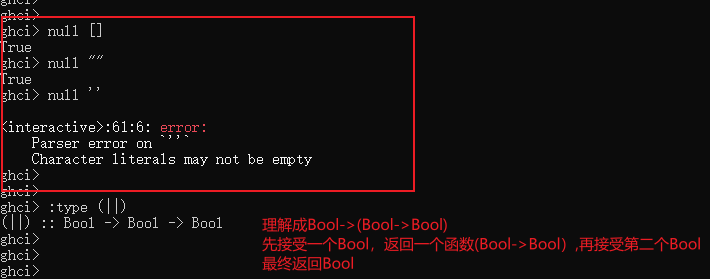 ghci>
ghci>
ghci> null []
True
ghci> null ""
True
ghci> null ''
<interactive>:61:6: error:
Parser error on `''`
Character literals may not be empty
ghci>
ghci>
ghci> :type (||)
(||) :: Bool -> Bool -> Bool
理解成Bool->(Bool->Bool)
ghci>
先接受一个Bool，返回一个函数(Bool->Bool）,再接受第二个Bool
ghci>
最终返回Bool
ghci>